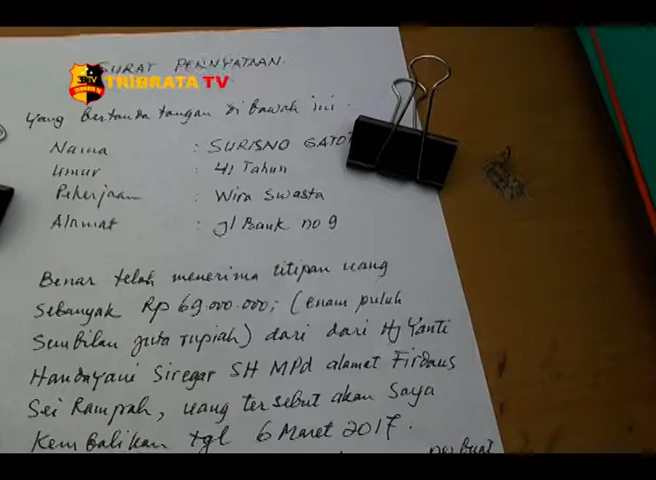 SURAT PERNYATAAN
TRIBRATA TV
Yang bertanda tangan di bawah ini
Nama : SURISNO GATO
Umur : 41 Tahun
Pekerjaan : Wira Swasta
Alamat : Jl Bank no 9
Benar telah menerima titipan uang
Sebanyak Rp 69.000.000; (enam puluh
Sembilan juta rupiah) dari dari Hj Yanti
Handayani Siregar SH MPd alamat Firdaus
Sei Rampah, uang tersebut akan saya
Kembalikan tgl 6 Maret 2017.